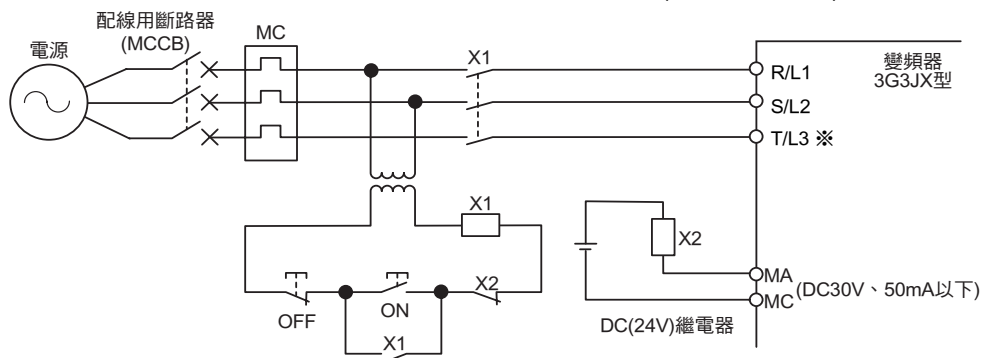 配線用斷路器
(MCCB)
電源
MC
X1
變頻器
3G3JX型
R/L1
S/L2
T/L3 ※
X1
X2
OFF
ON
X2
X1
MA
MC
(DC30V、50mA以下)
DC(24V)繼電器